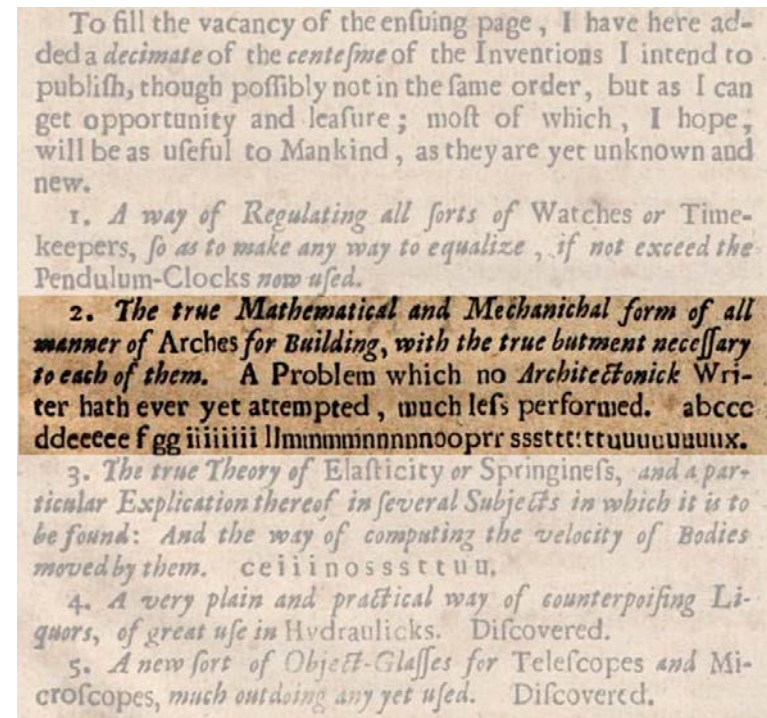 To fill the vacancy of the enſuing page, I have here ad-
ded a decimate of the centeſme of the Inventions I intend to
publiſh, though poſſibly not in the ſame order, but as I can
get opportunity and leaſure; moſt of which, I hope,
will be as uſeful to Mankind, as they are yet unknown and
new.
1. A way of Regulating all ſorts of Watches or Time-
keepers, ſo as to make any way to equalize, if not exceed the
Pendulum-Clocks now uſed.
2. The true Mathematical and Mechanichal form of all
manner of Arches for Building, with the true butment neceſſary
to each of them. A Problem which no Architectonick Wri-
ter hath ever yet attempted, much leſs performed. abccc
ddeeeee f gg iiiiiiii llmmmmnnnnnooprr sssttttttuuuuuuuux.
3. The true Theory of Elaſticity or Springineſs, and a par-
ticular Explication thereof in ſeveral Subjects in which it is to
be found: And the way of computing the velocity of Bodies
moved by them. ceiiinosssttuu.
4. A very plain and practical way of counterpoiſing Li-
quors, of great uſe in Hydraulicks. Diſcovered.
5. A new ſort of Object-Glaſſes for Teleſcopes and Mi-
croſcopes, much outdoing any yet uſed. Diſcovered.